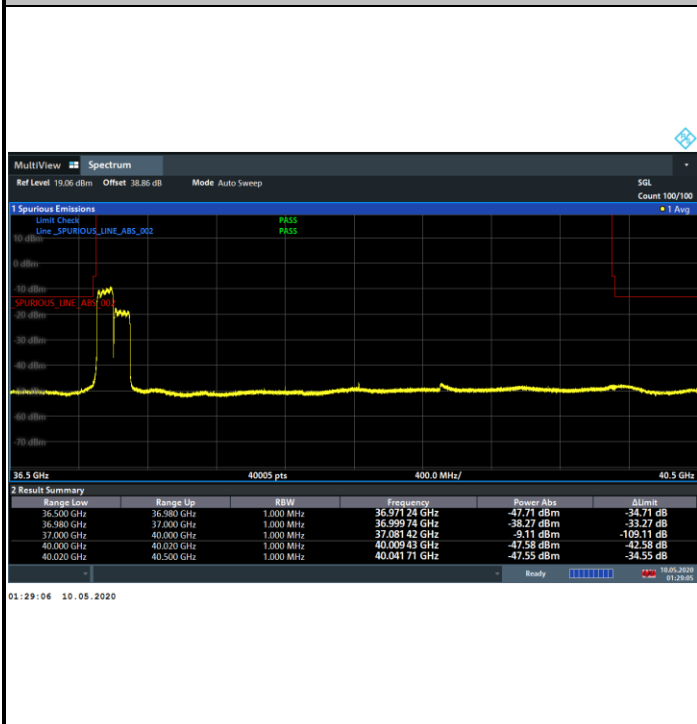 MultiView Spectrum
Ref Level 19.06 dBm Offset 38.86 dB Mode Auto Sweep SGL
Count 100/100
1 Spurious Emissions 1 Avg
Limit Check PASS
Line _SPURIOUS_LINE_ABS_002 PASS
10 dBm
0 dBm
-10 dBm
_SPURIOUS_LINE_ABS_002
-20 dBm
-30 dBm
-40 dBm
-50 dBm
-60 dBm
-70 dBm
36.5 GHz 40005 pts 400.0 MHz/ 40.5 GHz
2 Result Summary
Range Low Range Up RBW Frequency Power Abs ΔLimit
36.500 GHz 36.980 GHz 1.000 MHz 36.971 24 GHz -47.71 dBm -34.71 dB
36.980 GHz 37.000 GHz 1.000 MHz 36.999 74 GHz -38.27 dBm -33.27 dB
37.000 GHz 40.000 GHz 1.000 MHz 37.081 42 GHz -9.11 dBm -109.11 dB
40.000 GHz 40.020 GHz 1.000 MHz 40.009 43 GHz -47.58 dBm -42.58 dB
40.020 GHz 40.500 GHz 1.000 MHz 40.041 71 GHz -47.55 dBm -34.55 dB
Ready 10.05.2020
01:29:05
01:29:06 10.05.2020